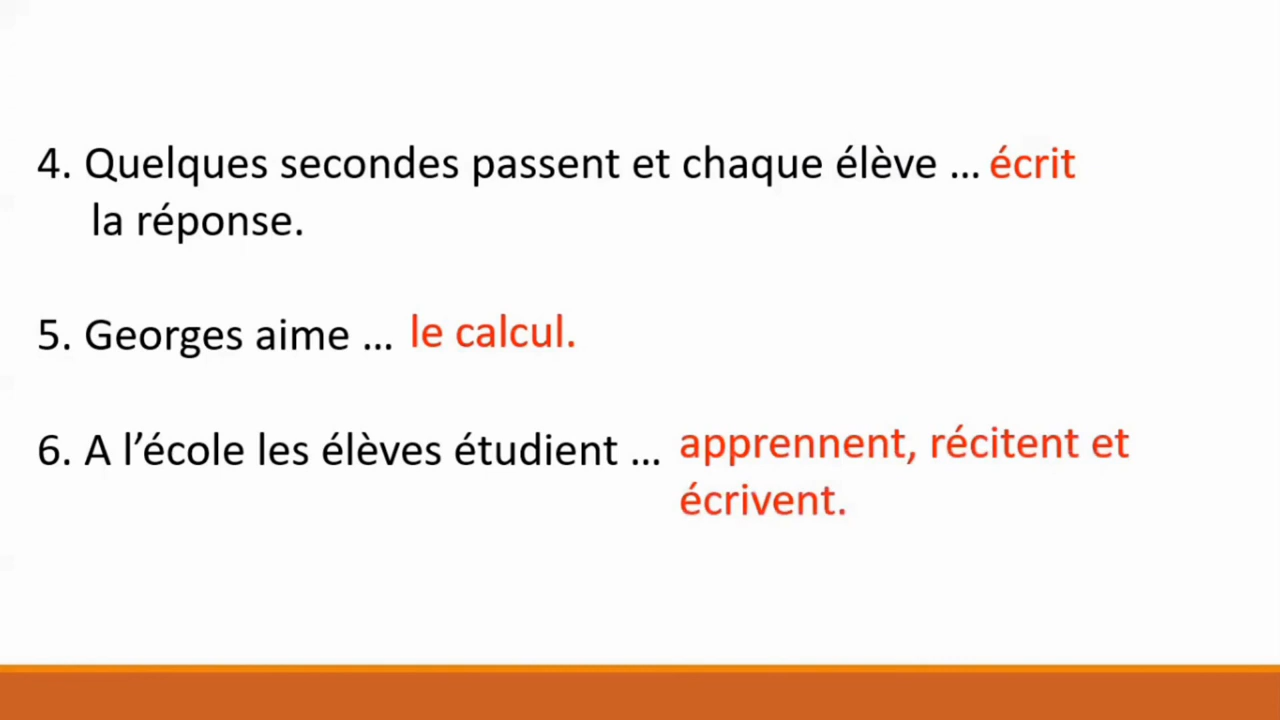 4. Quelques secondes passent et chaque élève ... écrit
la réponse.
5. Georges aime ... le calcul.
6. A l’école les élèves étudient ... apprennent, récitent et
écrivent.